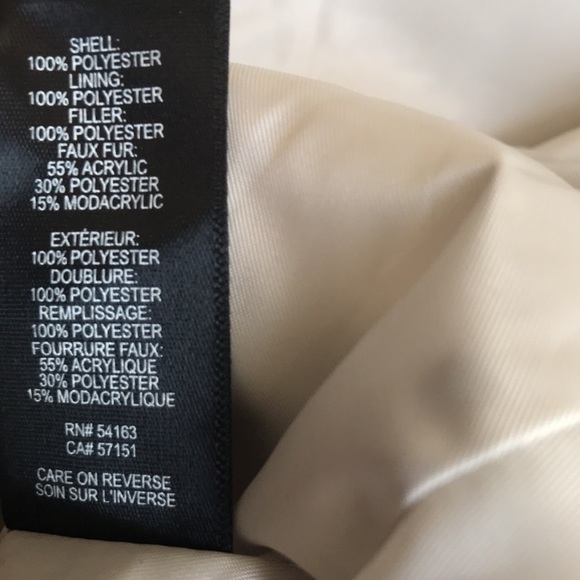 SHELL:
100% POLYESTER
LINING:
100% POLYESTER
FILLER:
100% POLYESTER
FAUX FUR:
55% ACRYLIC
30% POLYESTER
15% MODACRYLIC
EXTÉRIEUR:
100% POLYESTER
DOUBLURE:
100% POLYESTER
REMPLISSAGE:
100% POLYESTER
FOURRURE FAUX:
55% ACRYLIQUE
30% POLYESTER
15% MODACRYLIQUE
RN# 54163
CA# 57151
CARE ON REVERSE
SOIN SUR L'INVERSE